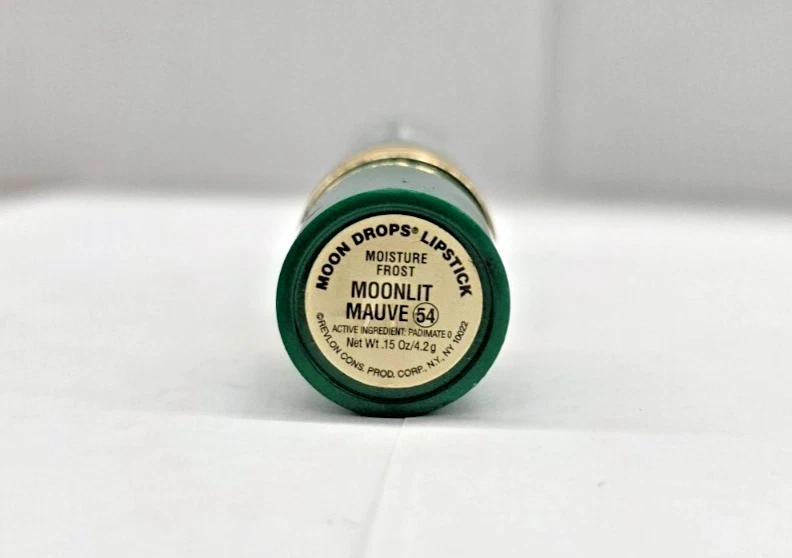 MOON DROPS® LIPSTICK
MOISTURE
FROST
MOONLIT
MAUVE 54
ACTIVE INGREDIENT: PADIMATE O
Net Wt .15 Oz/4.2g
©REVLON CONS. PROD. CORP., N.Y., NY 10022